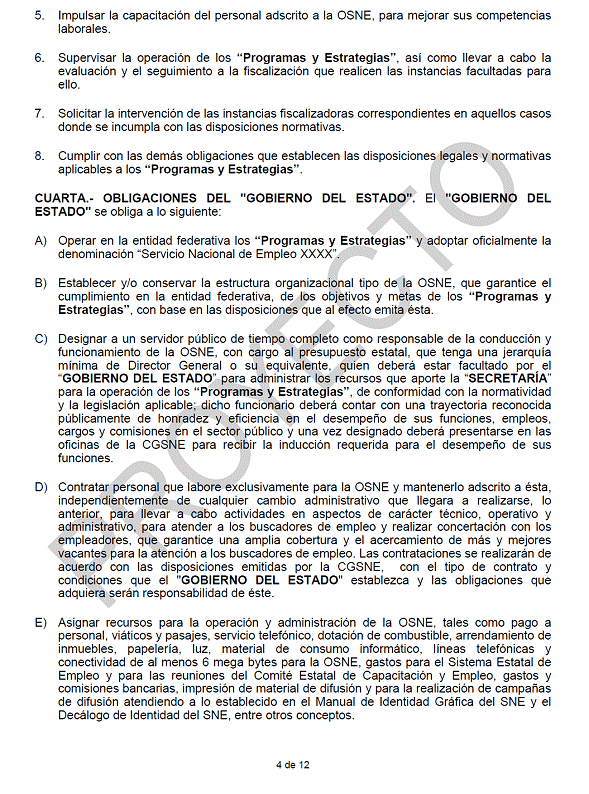 5. Impulsar la capacitación del personal adscrito a la OSNE, para mejorar sus competencias
laborales.
6. Supervisar la operación de los “Programas y Estrategias”, así como llevar a cabo la
evaluación y el seguimiento a la fiscalización que realicen las instancias facultadas para
ello.
7. Solicitar la intervención de las instancias fiscalizadoras correspondientes en aquellos casos
donde se incumpla con las disposiciones normativas.
8. Cumplir con las demás obligaciones que establecen las disposiciones legales y normativas
aplicables a los “Programas y Estrategias”.
CUARTA.- OBLIGACIONES DEL "GOBIERNO DEL ESTADO". El "GOBIERNO DEL
ESTADO" se obliga a lo siguiente:
A) Operar en la entidad federativa los “Programas y Estrategias” y adoptar oficialmente la
denominación “Servicio Nacional de Empleo XXXX”.
B) Establecer y/o conservar la estructura organizacional tipo de la OSNE, que garantice el
cumplimiento en la entidad federativa, de los objetivos y metas de los “Programas y
Estrategias”, con base en las disposiciones que al efecto emita ésta.
C) Designar a un servidor público de tiempo completo como responsable de la conducción y
funcionamiento de la OSNE, con cargo al presupuesto estatal, que tenga una jerarquía
mínima de Director General o su equivalente, quien deberá estar facultado por el
“GOBIERNO DEL ESTADO” para administrar los recursos que aporte la “SECRETARÍA”
para la operación de los “Programas y Estrategias”, de conformidad con la normatividad
y la legislación aplicable; dicho funcionario deberá contar con una trayectoria reconocida
públicamente de honradez y eficiencia en el desempeño de sus funciones, empleos,
cargos y comisiones en el sector público y una vez designado deberá presentarse en las
oficinas de la CGSNE para recibir la inducción requerida para el desempeño de sus
funciones.
D) Contratar personal que labore exclusivamente para la OSNE y mantenerlo adscrito a ésta,
independientemente de cualquier cambio administrativo que llegara a realizarse, lo
anterior, para llevar a cabo actividades en aspectos de carácter técnico, operativo y
administrativo, para atender a los buscadores de empleo y realizar concertación con los
empleadores, que garantice una amplia cobertura y el acercamiento de más y mejores
vacantes para la atención a los buscadores de empleo. Las contrataciones se realizarán de
acuerdo con las disposiciones emitidas por la CGSNE, con el tipo de contrato y
condiciones que el "GOBIERNO DEL ESTADO" establezca y las obligaciones que
adquiera serán responsabilidad de éste.
E) Asignar recursos para la operación y administración de la OSNE, tales como pago a
personal, viáticos y pasajes, servicio telefónico, dotación de combustible, arrendamiento de
inmuebles, papelería, luz, material de consumo informático, líneas telefónicas y
conectividad de al menos 6 mega bytes para la OSNE, gastos para el Sistema Estatal de
Empleo y para las reuniones del Comité Estatal de Capacitación y Empleo, gastos y
comisiones bancarias, impresión de material de difusión y para la realización de campañas
de difusión atendiendo a lo establecido en el Manual de Identidad Gráfica del SNE y el
Decálogo de Identidad del SNE, entre otros conceptos.
4 de 12
PROYECTO